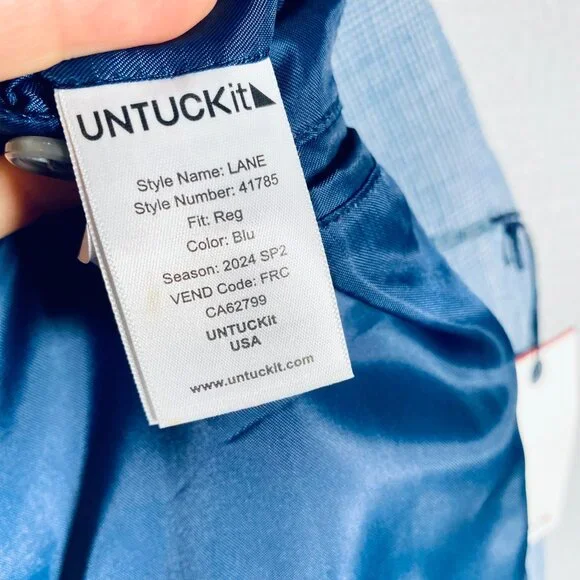 UNTUCKit
Style Name: LANE
Style Number: 41785
Fit: Reg
Color: Blu
Season: 2024 SP2
VEND Code: FRC
CA62799
UNTUCKit
USA
www.untuckit.com